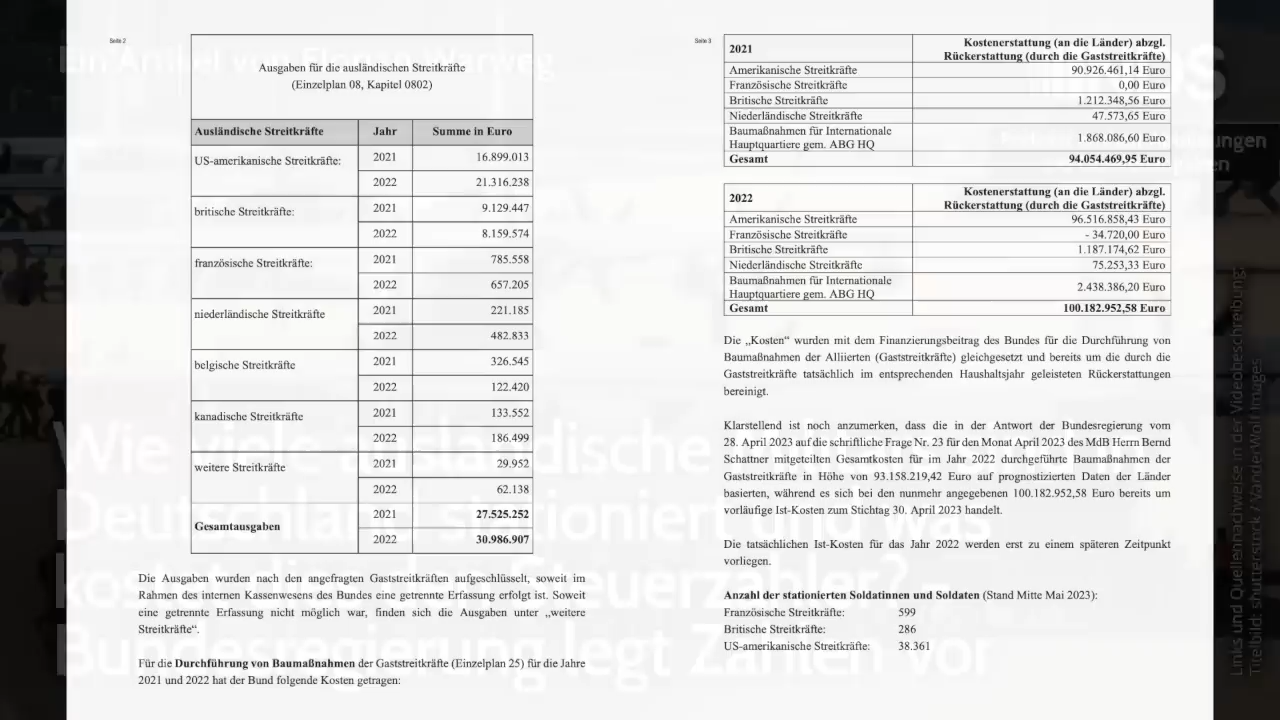 Seite 2
Ausgaben für die ausländischen Streitkräfte
(Einzelplan 08, Kapitel 0802)
Ausländische Streitkräfte Jahr Summe in Euro
US-amerikanische Streitkräfte: 2021 16.899.013
2022 21.316.238
britische Streitkräfte: 2021 9.129.447
2022 8.159.574
französische Streitkräfte: 2021 785.558
2022 657.205
niederländische Streitkräfte 2021 221.185
2022 482.833
belgische Streitkräfte 2021 326.545
2022 122.420
kanadische Streitkräfte 2021 133.552
2022 186.499
weitere Streitkräfte 2021 29.952
2022 62.138
Gesamtausgaben 2021 27.525.252
2022 30.986.907
Die Ausgaben wurden nach den angefragten Gaststreitkräften aufgeschlüsselt, soweit im
Rahmen des internen Kassenwesens des Bundes eine getrennte Erfassung erfolgt ist. Soweit
eine getrennte Erfassung nicht möglich war, finden sich die Ausgaben unter „weitere
Streitkräfte“.
Für die Durchführung von Baumaßnahmen der Gaststreitkräfte (Einzelplan 25) für die Jahre
2021 und 2022 hat der Bund folgende Kosten getragen:
Seite 3
2021 Kostenerstattung (an die Länder) abzgl.
Rückerstattung (durch die Gaststreitkräfte)
Amerikanische Streitkräfte 90.926.461,14 Euro
Französische Streitkräfte 0,00 Euro
Britische Streitkräfte 1.212.348,56 Euro
Niederländische Streitkräfte 47.573,65 Euro
Baumaßnahmen für Internationale
Hauptquartiere gem. ABG HQ 1.868.086,60 Euro
Gesamt 94.054.469,95 Euro
2022 Kostenerstattung (an die Länder) abzgl.
Rückerstattung (durch die Gaststreitkräfte)
Amerikanische Streitkräfte 96.516.858,43 Euro
Französische Streitkräfte - 34.720,00 Euro
Britische Streitkräfte 1.187.174,62 Euro
Niederländische Streitkräfte 75.253,33 Euro
Baumaßnahmen für Internationale
Hauptquartiere gem. ABG HQ 2.438.386,20 Euro
Gesamt 100.182.952,58 Euro
Die „Kosten“ wurden mit dem Finanzierungsbeitrag des Bundes für die Durchführung von
Baumaßnahmen der Alliierten (Gaststreitkräfte) gleichgesetzt und bereits um die durch die
Gaststreitkräfte tatsächlich im entsprechenden Haushaltsjahr geleisteten Rückerstattungen
bereinigt.
Klarstellend ist noch anzumerken, dass die in der Antwort der Bundesregierung vom
28. April 2023 auf die schriftliche Frage Nr. 23 für den Monat April 2023 des MdB Herrn Bernd
Schattner mitgeteilten Gesamtkosten für im Jahr 2022 durchgeführte Baumaßnahmen der
Gaststreitkräfte in Höhe von 93.158.219,42 Euro auf prognostizierten Daten der Länder
basierten, während es sich bei den nunmehr angegebenen 100.182.952,58 Euro bereits um
vorläufige Ist-Kosten zum Stichtag 30. April 2023 handelt.
Die tatsächlichen Ist-Kosten für das Jahr 2022 werden erst zu einem späteren Zeitpunkt
vorliegen.
Anzahl der stationierten Soldatinnen und Soldaten (Stand Mitte Mai 2023):
Französische Streitkräfte: 599
Britische Streitkräfte: 286
US-amerikanische Streitkräfte: 38.361
Links und Quellennachweise in der Videobeschreibung:
Titelbild: shutterstock / VanderWolf Images